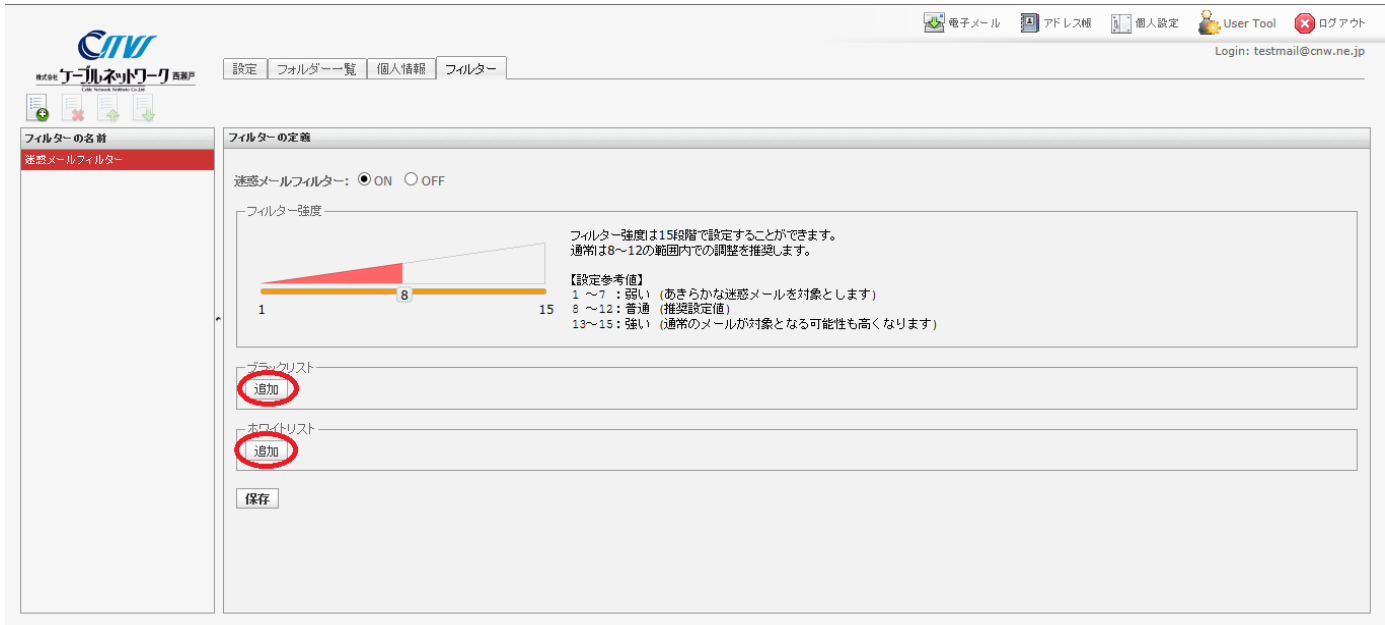 電子メール アドレス帳 個人設定 User Tool ログアウト
Login: testmail@cnw.ne.jp
CNWS
株式会社 ケーブルネットワーク 西瀬戸
設定 フォルダー一覧 個人情報 フィルター
フィルターの名前
迷惑メールフィルター
フィルターの定義
迷惑メールフィルター: ON OFF
フィルター強度
フィルター強度は15段階で設定することができます。
通常は8～12の範囲内での調整を推奨します。
【設定参考値】
1 ～7 ：弱い (あきらかな迷惑メールを対象とします)
8 ～12：普通 (推奨設定値)
13～15：強い (通常のメールが対象となる可能性も高くなります)
8
1 15
ブラックリスト
追加
ホワイトリスト
追加
保存